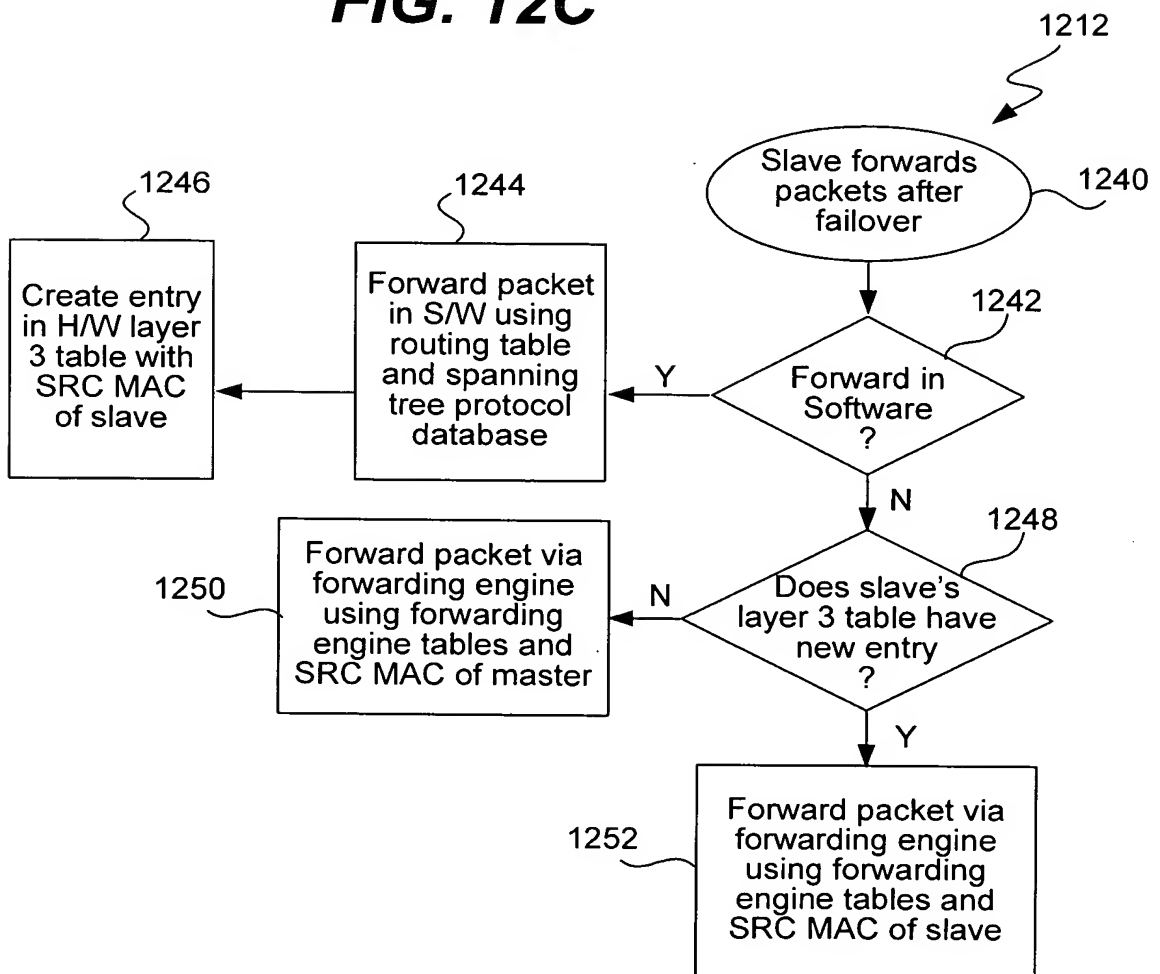 FIG. 12C
1212
Slave forwards
packets after
failover
1240
1242
Forward in
Software
?
Y
N
1244
Forward packet
in S/W using
routing table
and spanning
tree protocol
database
1246
Create entry
in H/W layer
3 table with
SRC MAC
of slave
1248
Does slave's
layer 3 table have
new entry
?
N
Y
1250
Forward packet via
forwarding engine
using forwarding
engine tables and
SRC MAC of master
1252
Forward packet via
forwarding engine
using forwarding
engine tables and
SRC MAC of slave